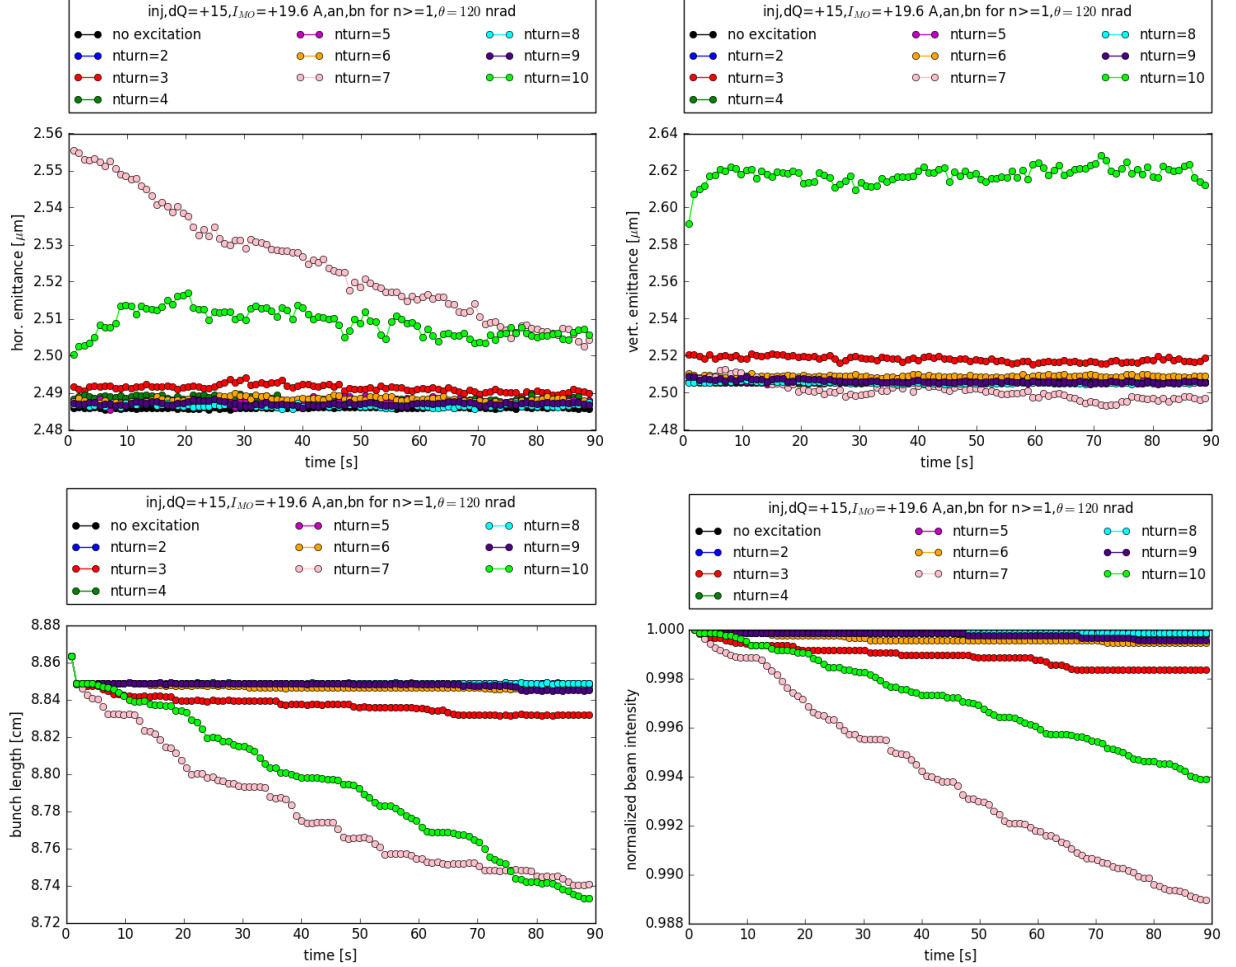 inj,dQ=+15,I_MO=+19.6 A,an,bn for n>=1,θ=120 nrad
no excitation nturn=5 nturn=8
nturn=2 nturn=6 nturn=9
nturn=3 nturn=7 nturn=10
nturn=4
2.56
2.55
2.54
2.53
2.52
2.51
2.50
2.49
2.48
hor. emittance [μm]
0 10 20 30 40 50 60 70 80 90
time [s]
inj,dQ=+15,I_MO=+19.6 A,an,bn for n>=1,θ=120 nrad
no excitation nturn=5 nturn=8
nturn=2 nturn=6 nturn=9
nturn=3 nturn=7 nturn=10
nturn=4
2.64
2.62
2.60
2.58
2.56
2.54
2.52
2.50
2.48
vert. emittance [μm]
0 10 20 30 40 50 60 70 80 90
time [s]
inj,dQ=+15,I_MO=+19.6 A,an,bn for n>=1,θ=120 nrad
no excitation nturn=5 nturn=8
nturn=2 nturn=6 nturn=9
nturn=3 nturn=7 nturn=10
nturn=4
8.88
8.86
8.84
8.82
8.80
8.78
8.76
8.74
8.72
bunch length [cm]
0 10 20 30 40 50 60 70 80 90
time [s]
inj,dQ=+15,I_MO=+19.6 A,an,bn for n>=1,θ=120 nrad
no excitation nturn=5 nturn=8
nturn=2 nturn=6 nturn=9
nturn=3 nturn=7 nturn=10
nturn=4
1.000
0.998
0.996
0.994
0.992
0.990
0.988
normalized beam intensity
0 10 20 30 40 50 60 70 80 90
time [s]